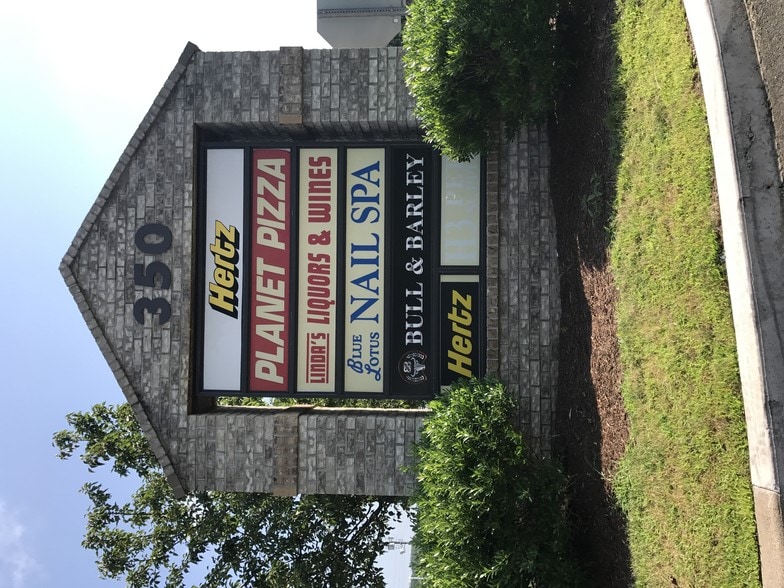 350
Hertz
PLANET PIZZA
LINDA'S LIQUORS & WINES
BLUE LOTUS NAIL SPA
BULL & BARLEY
Hertz